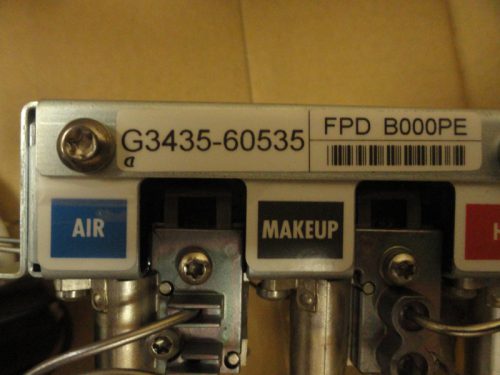 G3435-60535
FPD B000PE
AIR
MAKEUP
H